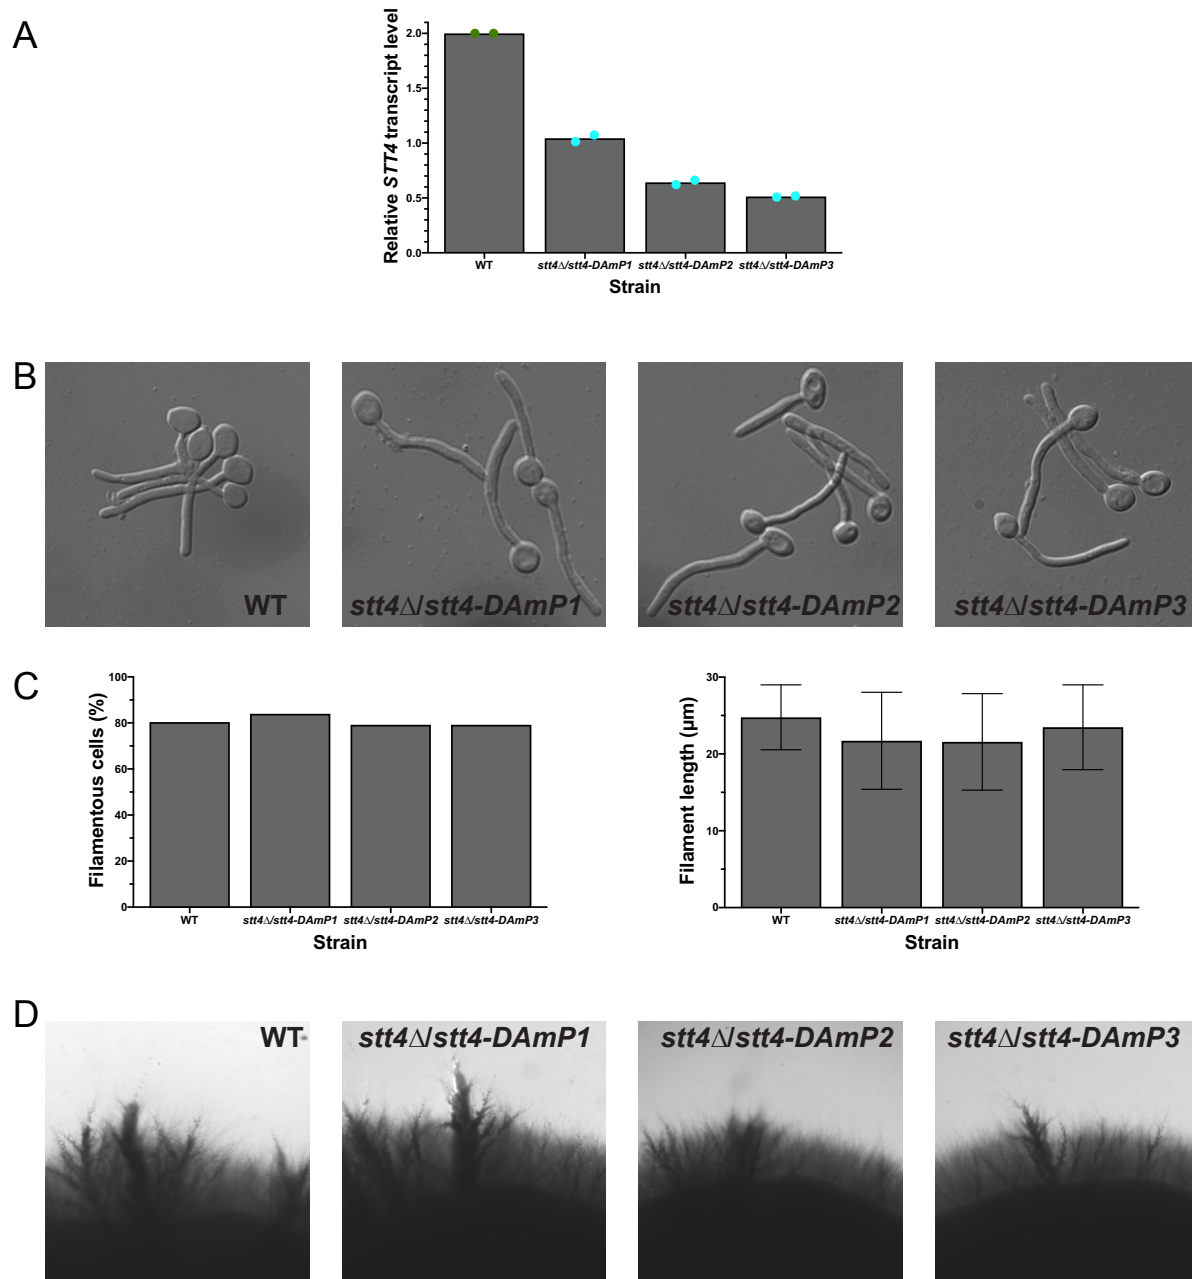 A
Relative STT4 transcript level
2.0
1.5
1.0
0.5
0.0
WT
stt4Δ/stt4-DAmP1
stt4Δ/stt4-DAmP2
stt4Δ/stt4-DAmP3
Strain
B
WT
stt4Δ/stt4-DAmP1
stt4Δ/stt4-DAmP2
stt4Δ/stt4-DAmP3
C
Filamentous cells (%)
100
80
60
40
20
0
WT
stt4Δ/stt4-DAmP1
stt4Δ/stt4-DAmP2
stt4Δ/stt4-DAmP3
Strain
Filament length (µm)
30
20
10
0
WT
stt4Δ/stt4-DAmP1
stt4Δ/stt4-DAmP2
stt4Δ/stt4-DAmP3
Strain
D
WT
stt4Δ/stt4-DAmP1
stt4Δ/stt4-DAmP2
stt4Δ/stt4-DAmP3